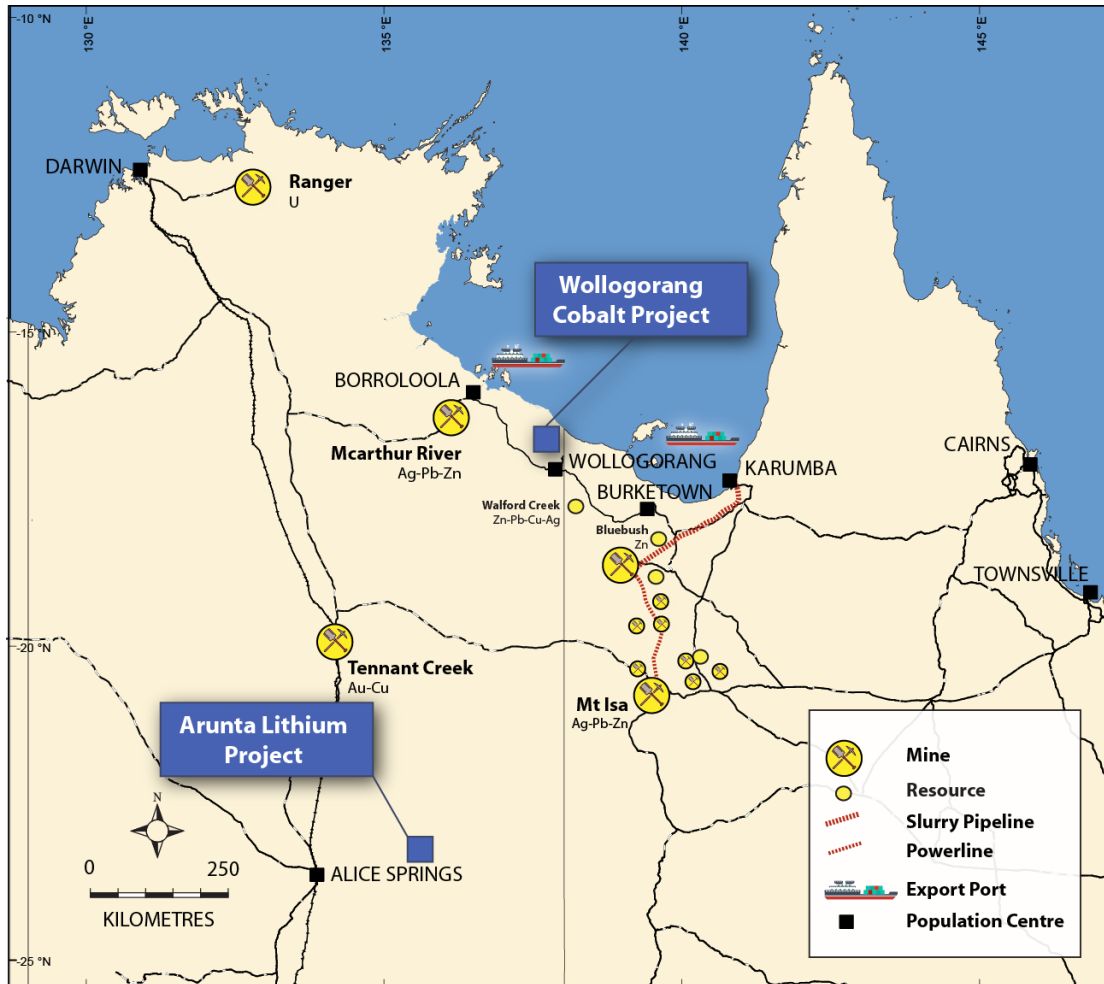 -10 °N
130 °E
135 °E
140 °E
145 °E
DARWIN
Ranger
U
Wollogorang
Cobalt Project
-15 °N
BORROLOOLA
Mcarthur River
Ag-Pb-Zn
WOLLOGORANG
KARUMBA
CAIRNS
Walford Creek
Zn-Pb-Cu-Ag
BURKETOWN
Bluebush
Zn
TOWNSVILLE
-20 °N
Tennant Creek
Au-Cu
Mt Isa
Ag-Pb-Zn
Arunta Lithium
Project
N
0
250
KILOMETRES
ALICE SPRINGS
-25 °N
Mine
Resource
Slurry Pipeline
Powerline
Export Port
Population Centre